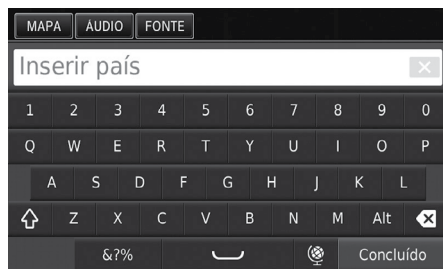 MAPA ÁUDIO FONTE
Inserir país
1 2 3 4 5 6 7 8 9 0
Q W E R T Y U I O P
A S D F G H J K L
Z X C V B N M Alt
&?% Concluído